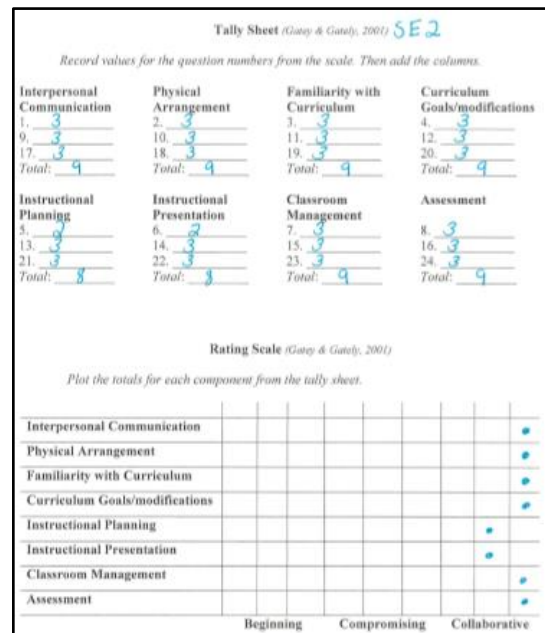 Tally Sheet (Gately & Gately, 2001) SE2
Record values for the question numbers from the scale. Then add the columns.
Interpersonal Communication
1. 3
9. 3
17. 3
Total: 9
Physical Arrangement
2. 3
10. 3
18. 3
Total: 9
Familiarity with Curriculum
3. 3
11. 3
19. 3
Total: 9
Curriculum Goals/modifications
4. 3
12. 3
20. 3
Total: 9
Instructional Planning
5. 2
13. 3
21. 3
Total: 8
Instructional Presentation
6. 2
14. 3
22. 3
Total: 8
Classroom Management
7. 3
15. 3
23. 3
Total: 9
Assessment
8. 3
16. 3
24. 3
Total: 9
Rating Scale (Gately & Gately, 2001)
Plot the totals for each component from the tally sheet.
Interpersonal Communication
Physical Arrangement
Familiarity with Curriculum
Curriculum Goals/modifications
Instructional Planning
Instructional Presentation
Classroom Management
Assessment
Beginning Compromising Collaborative